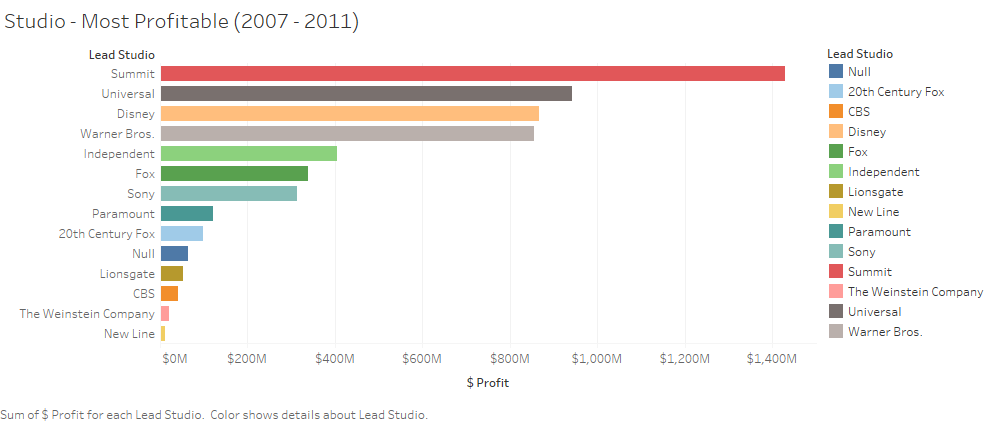 Studio - Most Profitable (2007 - 2011)
Lead Studio
Summit
Universal
Disney
Warner Bros.
Independent
Fox
Sony
Paramount
20th Century Fox
Null
Lionsgate
CBS
The Weinstein Company
New Line
$0M $200M $400M $600M $800M $1,000M $1,200M $1,400M
$ Profit
Lead Studio
Null
20th Century Fox
CBS
Disney
Fox
Independent
Lionsgate
New Line
Paramount
Sony
Summit
The Weinstein Company
Universal
Warner Bros.
Sum of $ Profit for each Lead Studio. Color shows details about Lead Studio.